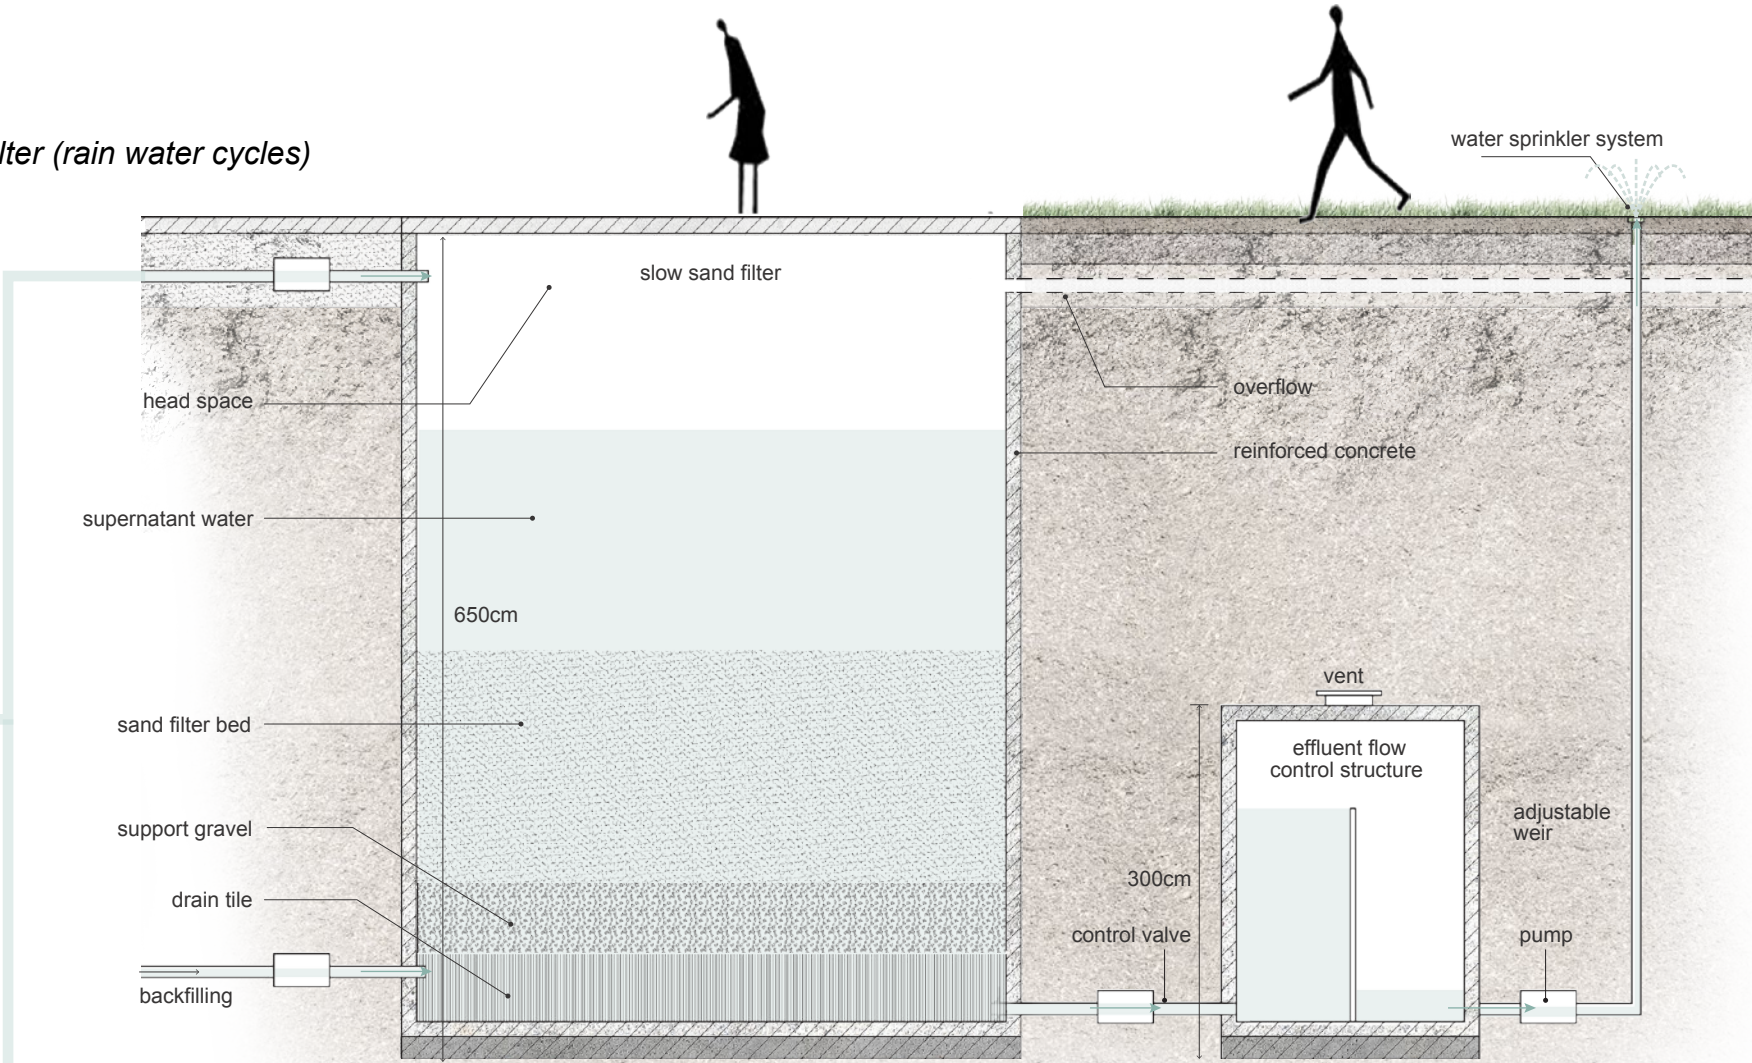 lter (rain water cycles)
water sprinkler system
slow sand filter
head space
overflow
reinforced concrete
supernatant water
650cm
vent
sand filter bed
effluent flow
control structure
support gravel
adjustable
weir
300cm
drain tile
control valve
pump
backfilling